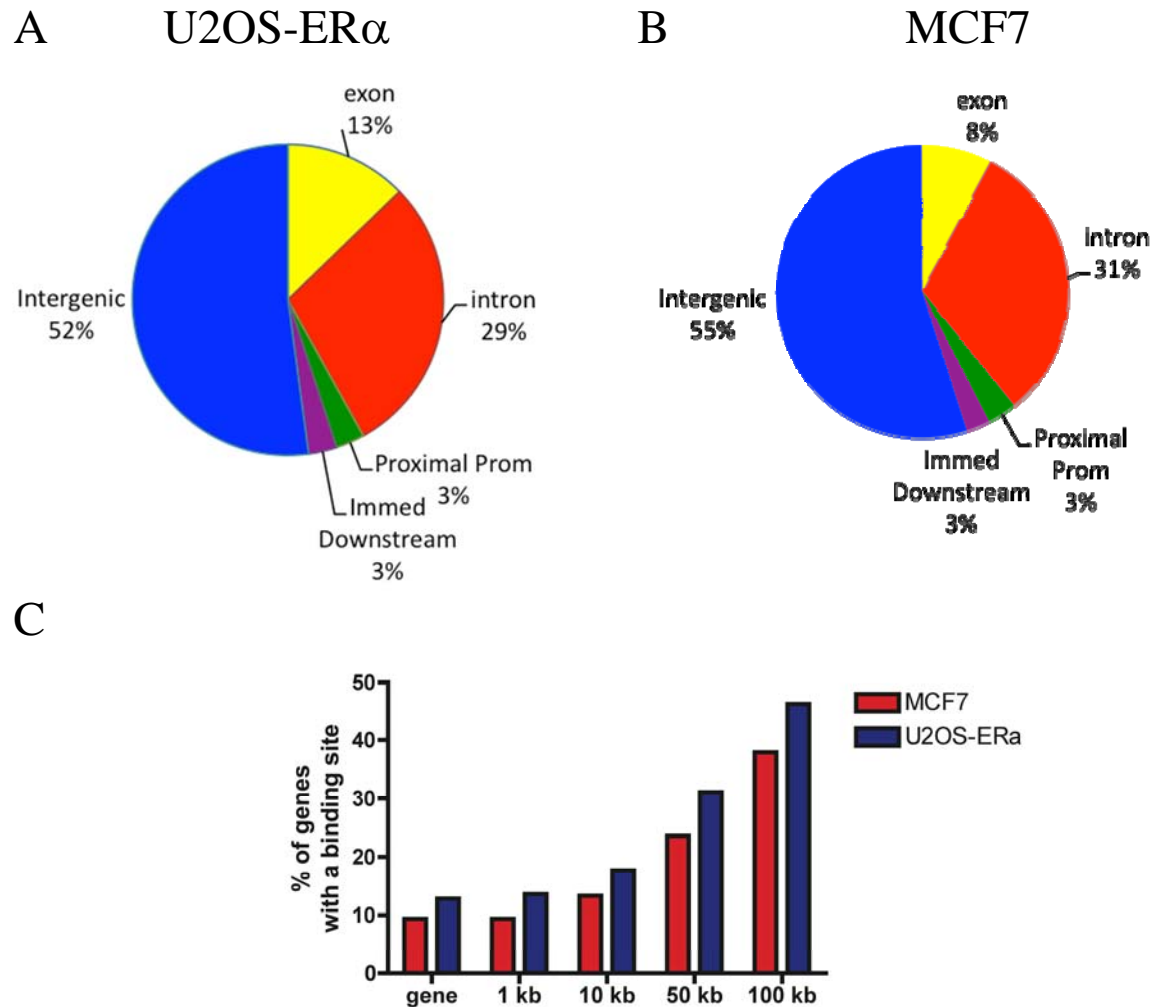 A U2OS-ERα
B MCF7
exon
13%
intron
29%
Proximal Prom
3%
Immed
Downstream
3%
Intergenic
52%
exon
8%
intron
31%
Proximal
Prom
3%
Immed
Downstream
3%
Intergenic
55%
C
% of genes
with a binding site
50
40
30
20
10
0
gene 1 kb 10 kb 50 kb 100 kb
MCF7
U2OS-ERa